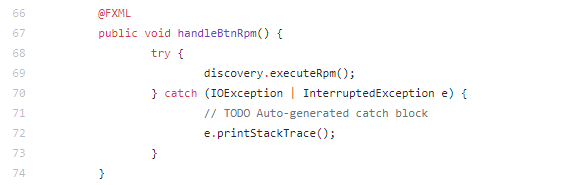 66 @FXML
67 public void handleBtnRpm() {
68 try {
69 discovery.executeRpm();
70 } catch (IOException | InterruptedException e) {
71 // TODO Auto-generated catch block
72 e.printStackTrace();
73 }
74 }